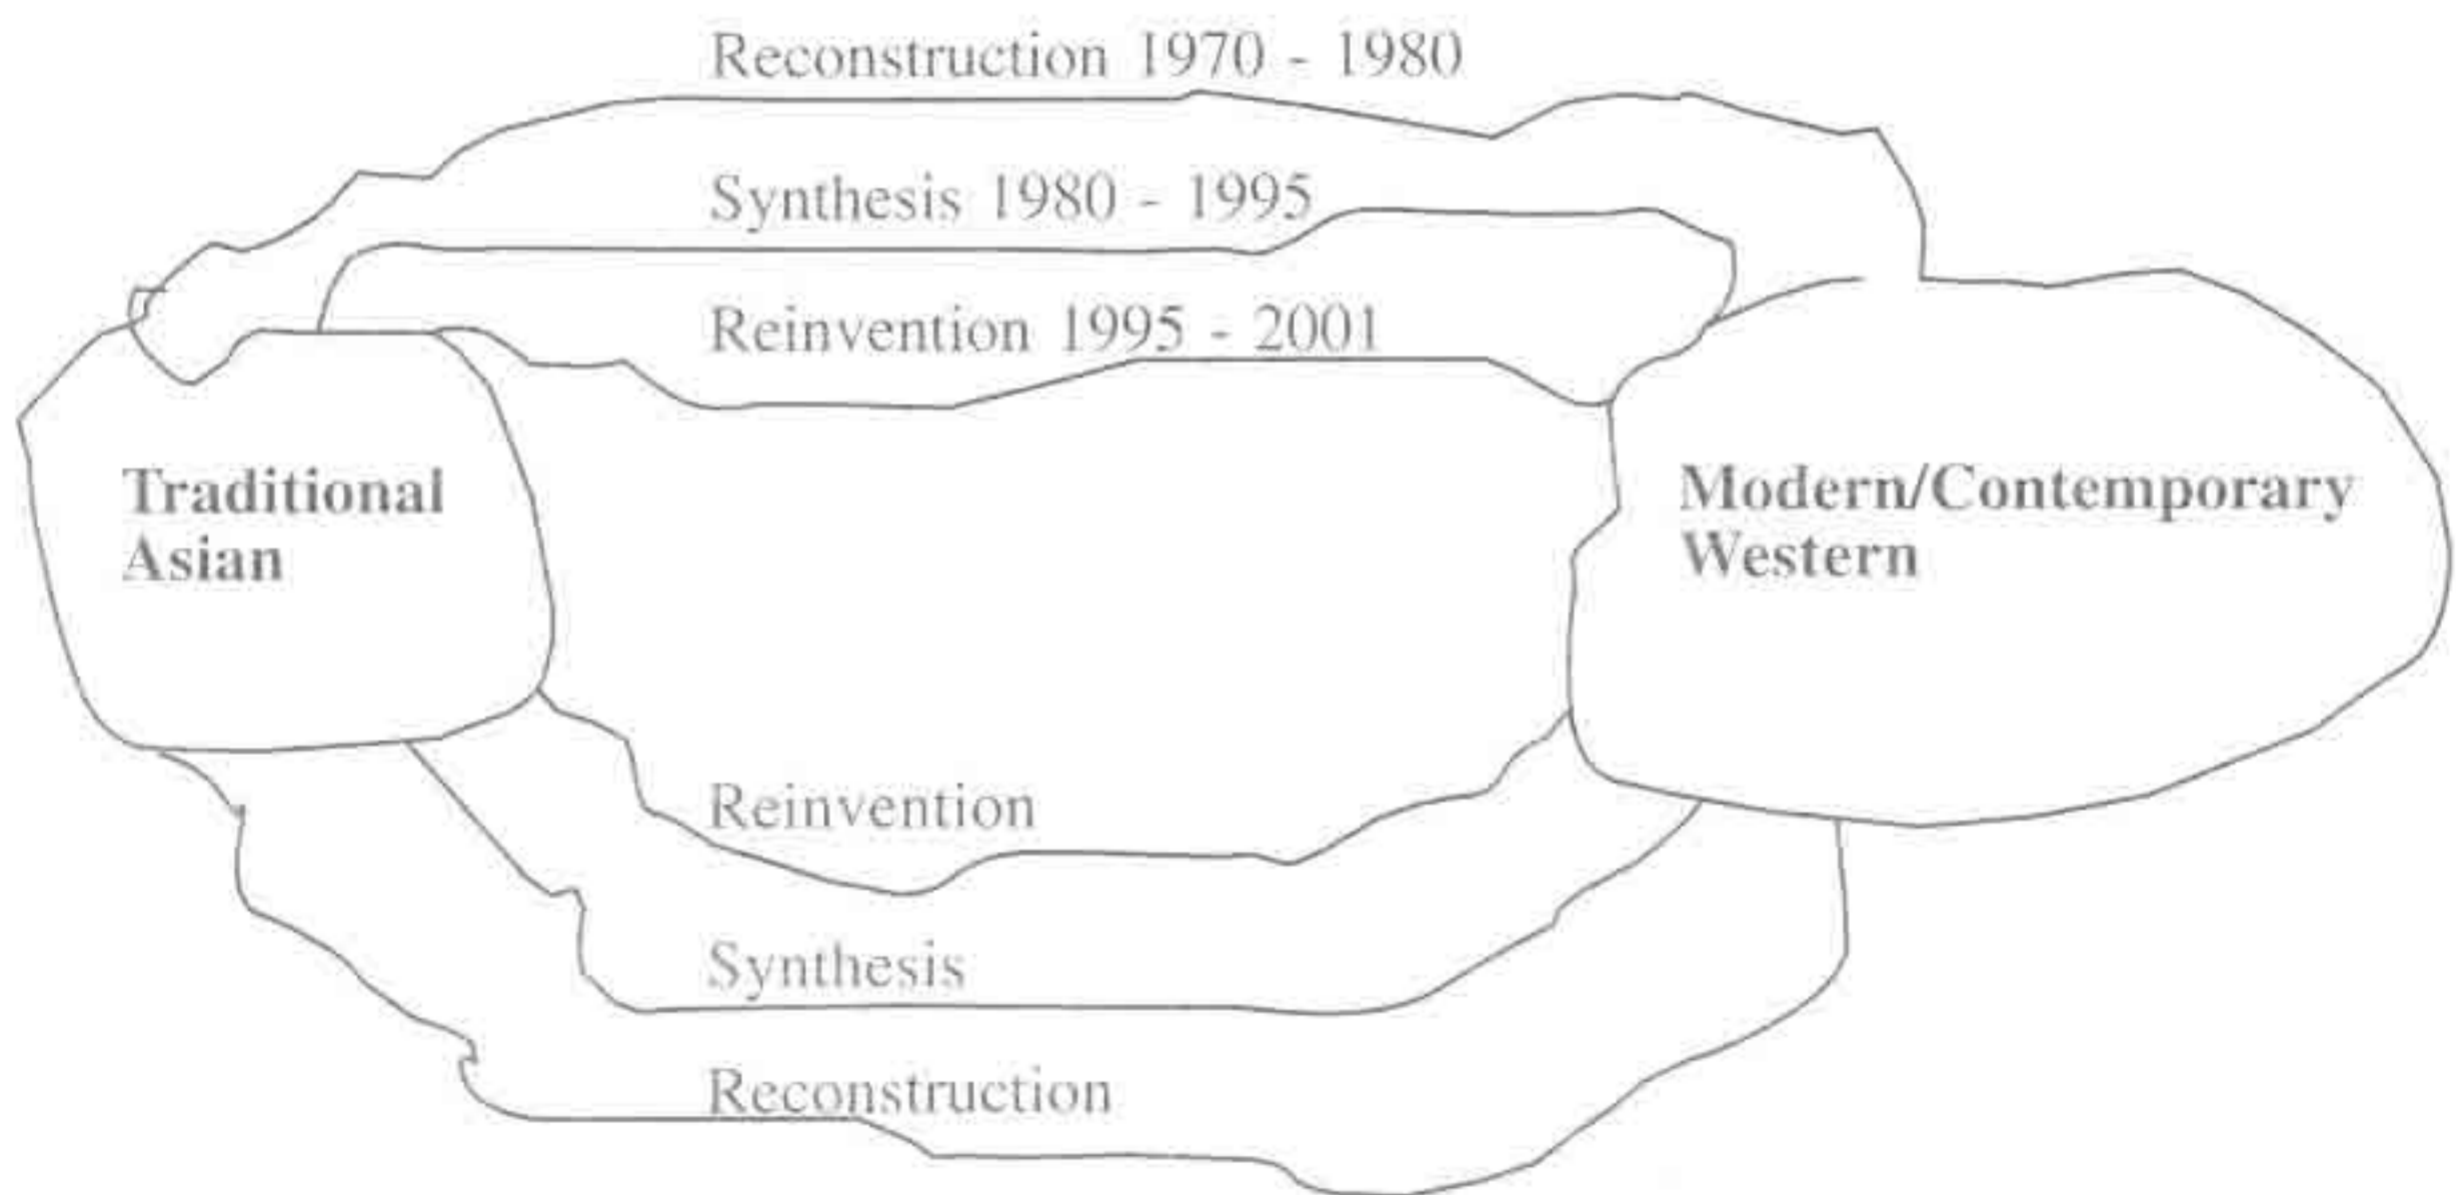 Reconstruction 1970 - 1980
Synthesis 1980 - 1995
Reinvention 1995 - 2001
Traditional
Asian
Modern/Contemporary
Western
Reinvention
Synthesis
Reconstruction